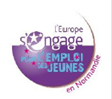 l'Europe
s'engage
POUR L'EMPLOI
DES JEUNES
en Normandie